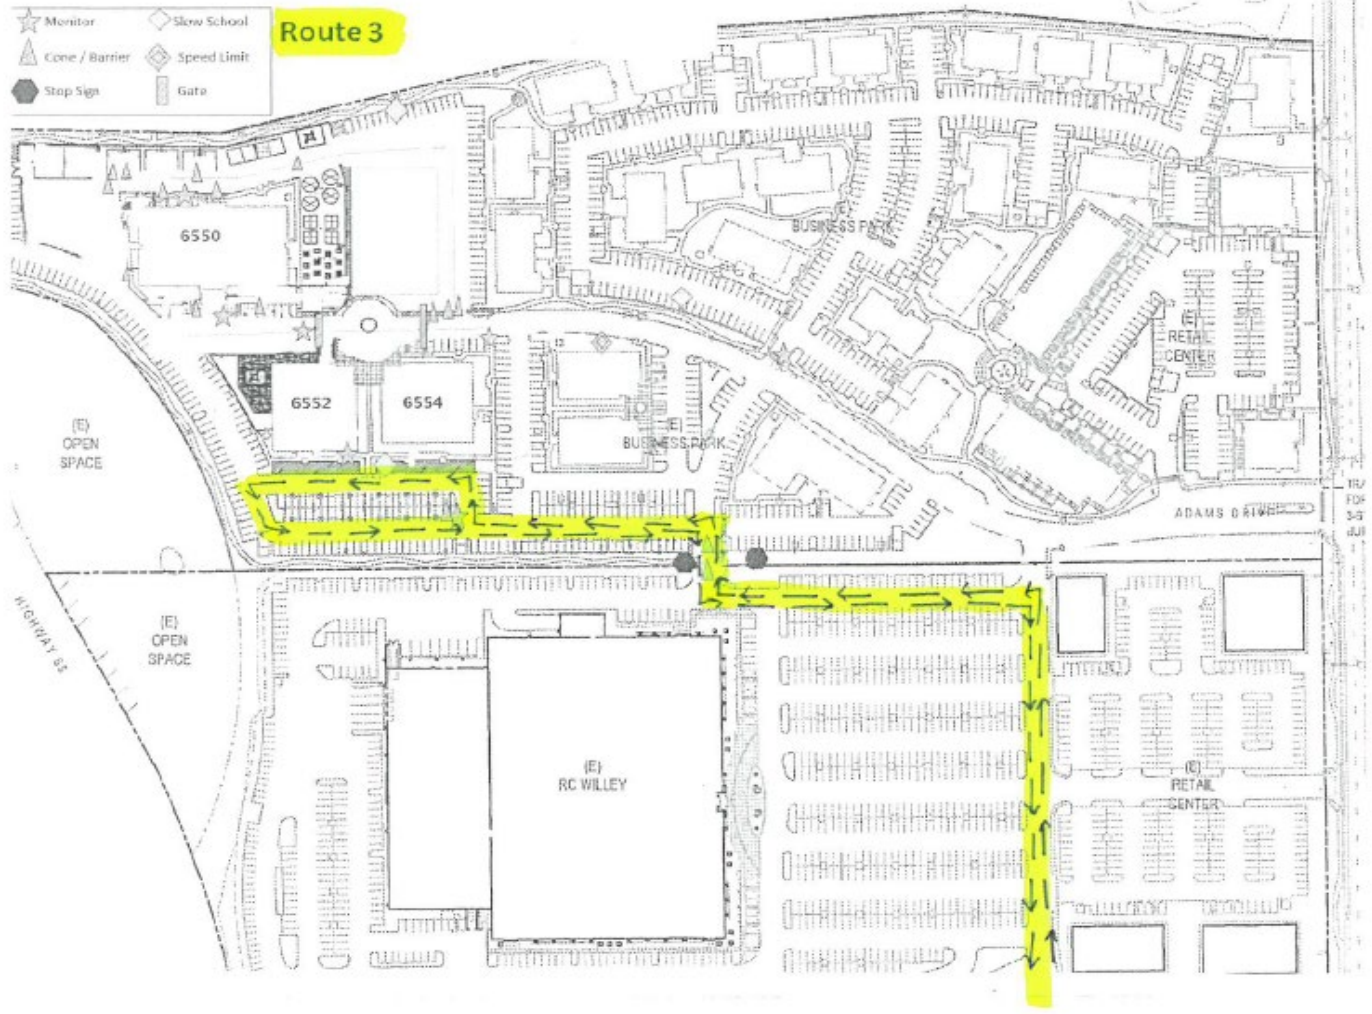 Monitor
Slow School
Route 3
Cone / Barrier
Speed Limit
Stop Sign
Gate
6550
BUSINESS PARK
(E)
RETAIL
CENTER
6552
6554
(E)
OPEN
SPACE
(E)
BUSINESS PARK
ADAMS DRIVE
HIGHWAY 65
(E)
OPEN
SPACE
(E)
RC WILLEY
(E)
RETAIL
CENTER